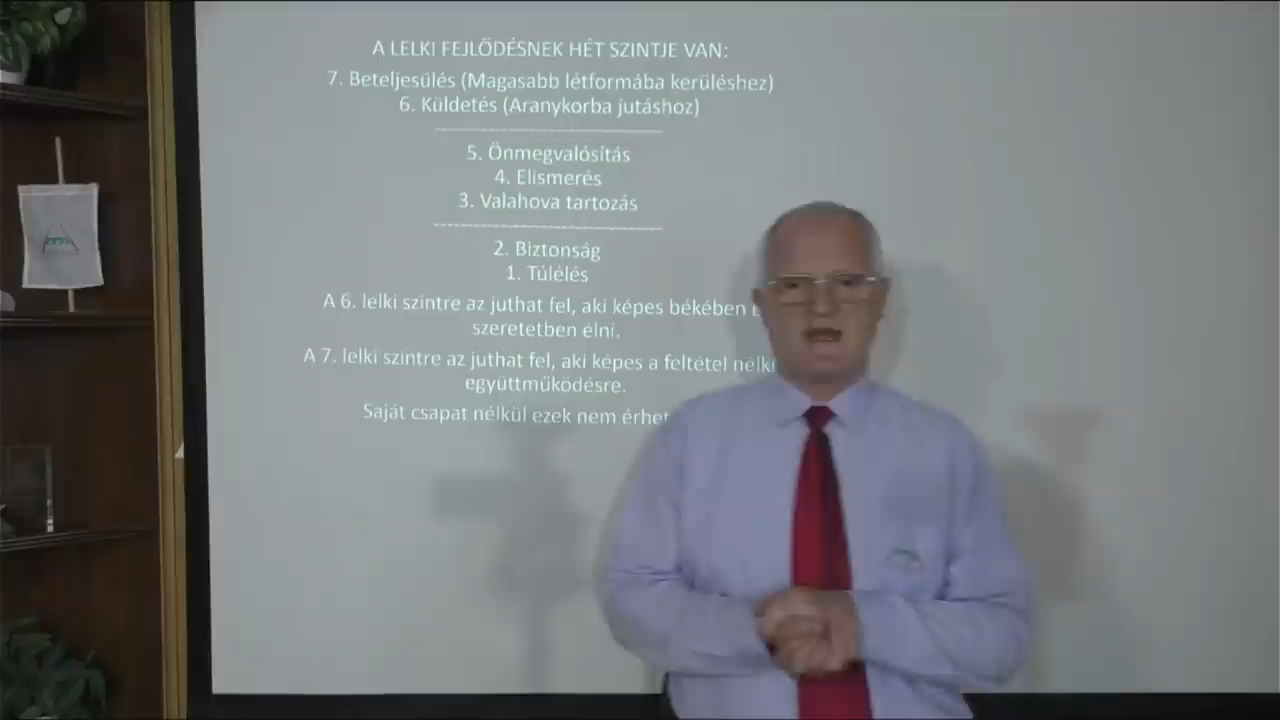 A LELKI FEJLŐDÉSNEK HÉT SZINTJE VAN:
7. Beteljesülés (Magasabb létformába kerüléshez)
6. Küldetés (Aranykorba jutáshoz)
5. Önmegvalósítás
4. Elismerés
3. Valahova tartozás
2. Biztonság
1. Túlélés
A 6. lelki szintre az juthat fel, aki képes békében
szeretetben élni.
A 7. lelki szintre az juthat fel, aki képes a feltétel nélki
együttműködésre.
Saját csapat nélkül ezek nem érhet